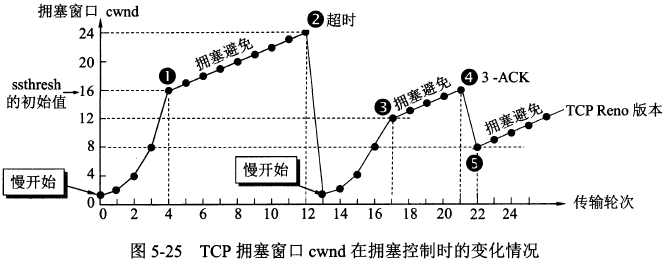 拥塞窗口 cwnd
❷超时
24
20
❶
拥塞避免
❹ 3-ACK
ssthresh
的初始值
16
❸
拥塞避免
12
拥塞避免
TCP Reno 版本
8
❺
慢开始
慢开始
4
0
0 2 4 6 8 10 12 14 16 18 20 22 24
传输轮次
图 5-25 TCP 拥塞窗口 cwnd 在拥塞控制时的变化情况